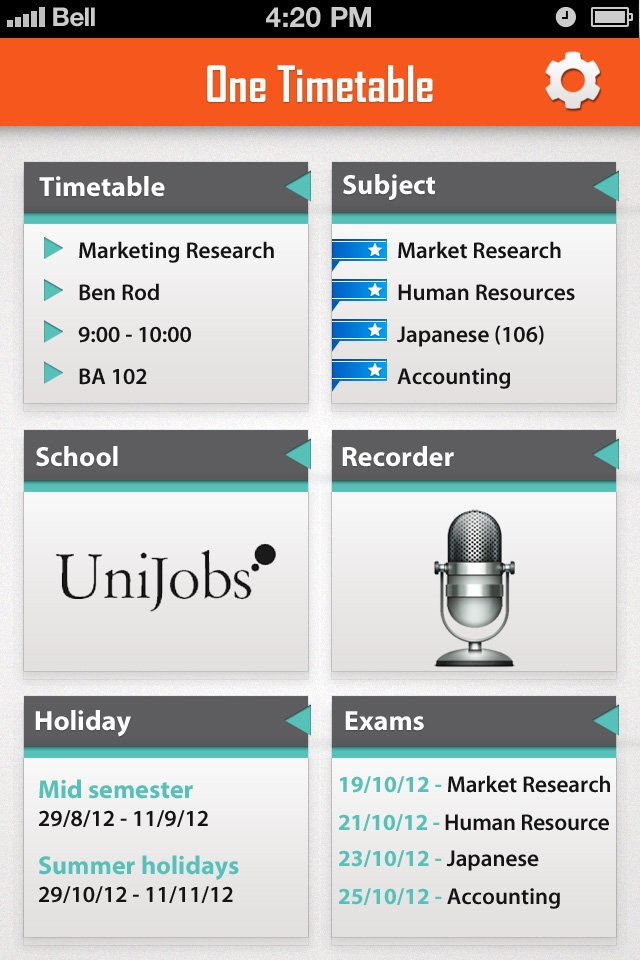 Bell 4:20 PM
One Timetable
Timetable
Marketing Research
Ben Rod
9:00 - 10:00
BA 102
Subject
Market Research
Human Resources
Japanese (106)
Accounting
School
UniJobs
Recorder
Holiday
Mid semester
29/8/12 - 11/9/12
Summer holidays
29/10/12 - 11/11/12
Exams
19/10/12 - Market Research
21/10/12 - Human Resource
23/10/12 - Japanese
25/10/12 - Accounting